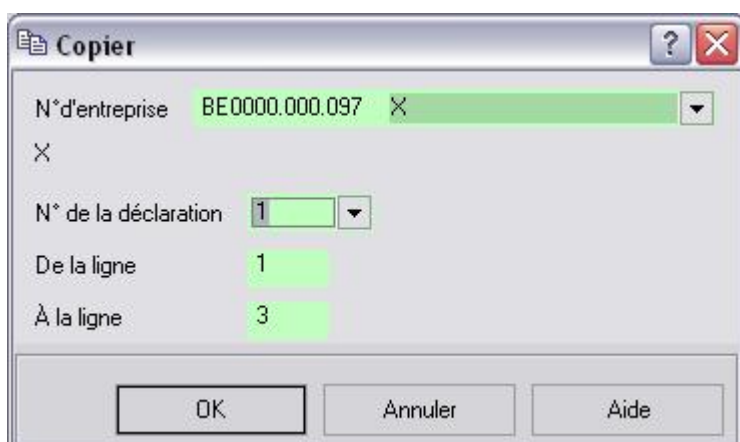 Copier
N°d'entreprise BE0000.000.097 X
X
N° de la déclaration 1
De la ligne 1
À la ligne 3
OK Annuler Aide